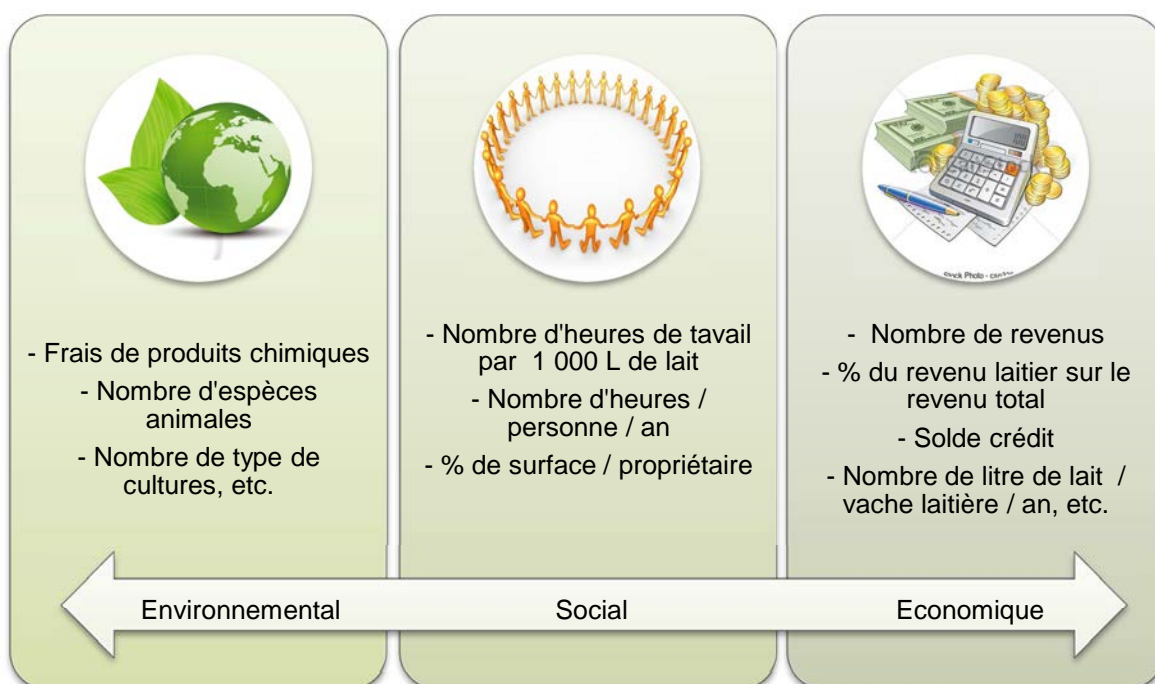 - Frais de produits chimiques
- Nombre d'espèces
animales
- Nombre de type de
cultures, etc.
- Nombre d'heures de tavail
par 1 000 L de lait
- Nombre d'heures /
personne / an
- % de surface / propriétaire
- Nombre de revenus
- % du revenu laitier sur le
revenu total
- Solde crédit
- Nombre de litre de lait /
vache laitière / an, etc.
Environnemental
Social
Economique